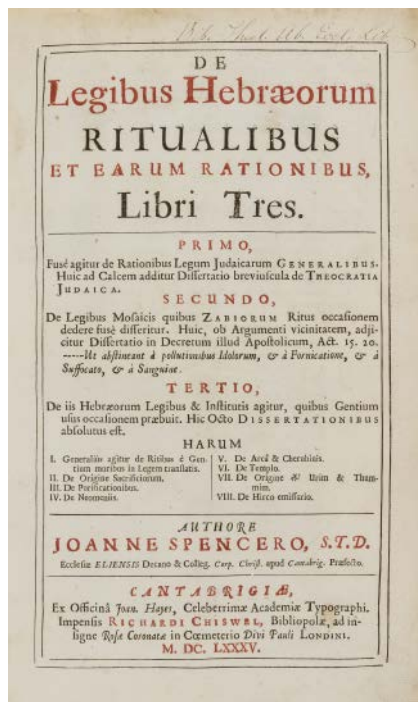 DE
Legibus Hebræorum
RITUALIBUS
ET EARUM RATIONIBUS,
Libri Tres.
PRIMO,
Fusè agitur de Rationibus Legum Judaicarum GENERALIBUS.
Huic ad Calcem additur Dissertatio breviuscula de THEOCRATIA
JUDAICA.
SECUNDO,
De Legibus Mosaicis quibus ZABIORUM Ritus occasionem
dedere fusè disseritur. Huic, ob Argumenti vicinitatem, adji-
citur Dissertatio in Decretum illud Apostolicum, Act. 15. 20.
-----Ut abstineant à pollutionibus Idolorum, & à Fornicatione, & à
Suffocato, & à Sanguine.
TERTIO,
De iis Hebræorum Legibus & Institutis agitur, quibus Gentium
usus occasionem præbuit. Hic Octo DISSERTATIONIBUS
absolutus est.
HARUM
I. Generaliùs agitur de Ritibus è Gen-
tium moribus in Legem translatis.
II. De Origine Sacrificiorum.
III. De Purificationibus.
IV. De Neomeniis.
V. De Arcâ & Cherubinis.
VI. De Templo.
VII. De Origine & Urim & Thum-
mim.
VIII. De Hirco emissario.
AUTHORE
JOANNE SPENCERO, S.T.D.
Ecclesiæ ELIENSIS Decano & Colleg. Corp. Christ. apud Cantabrig. Præfecto.
CANTABRIGIÆ,
Ex Officinâ Joan. Hayes, Celeberrimæ Academiæ Typographi.
Impensis RICHARDI CHISWEL, Bibliopolæ, ad in-
signe Rosæ Coronatæ in Cœmeterio Divi Pauli LONDINI.
M. DC. LXXXV.